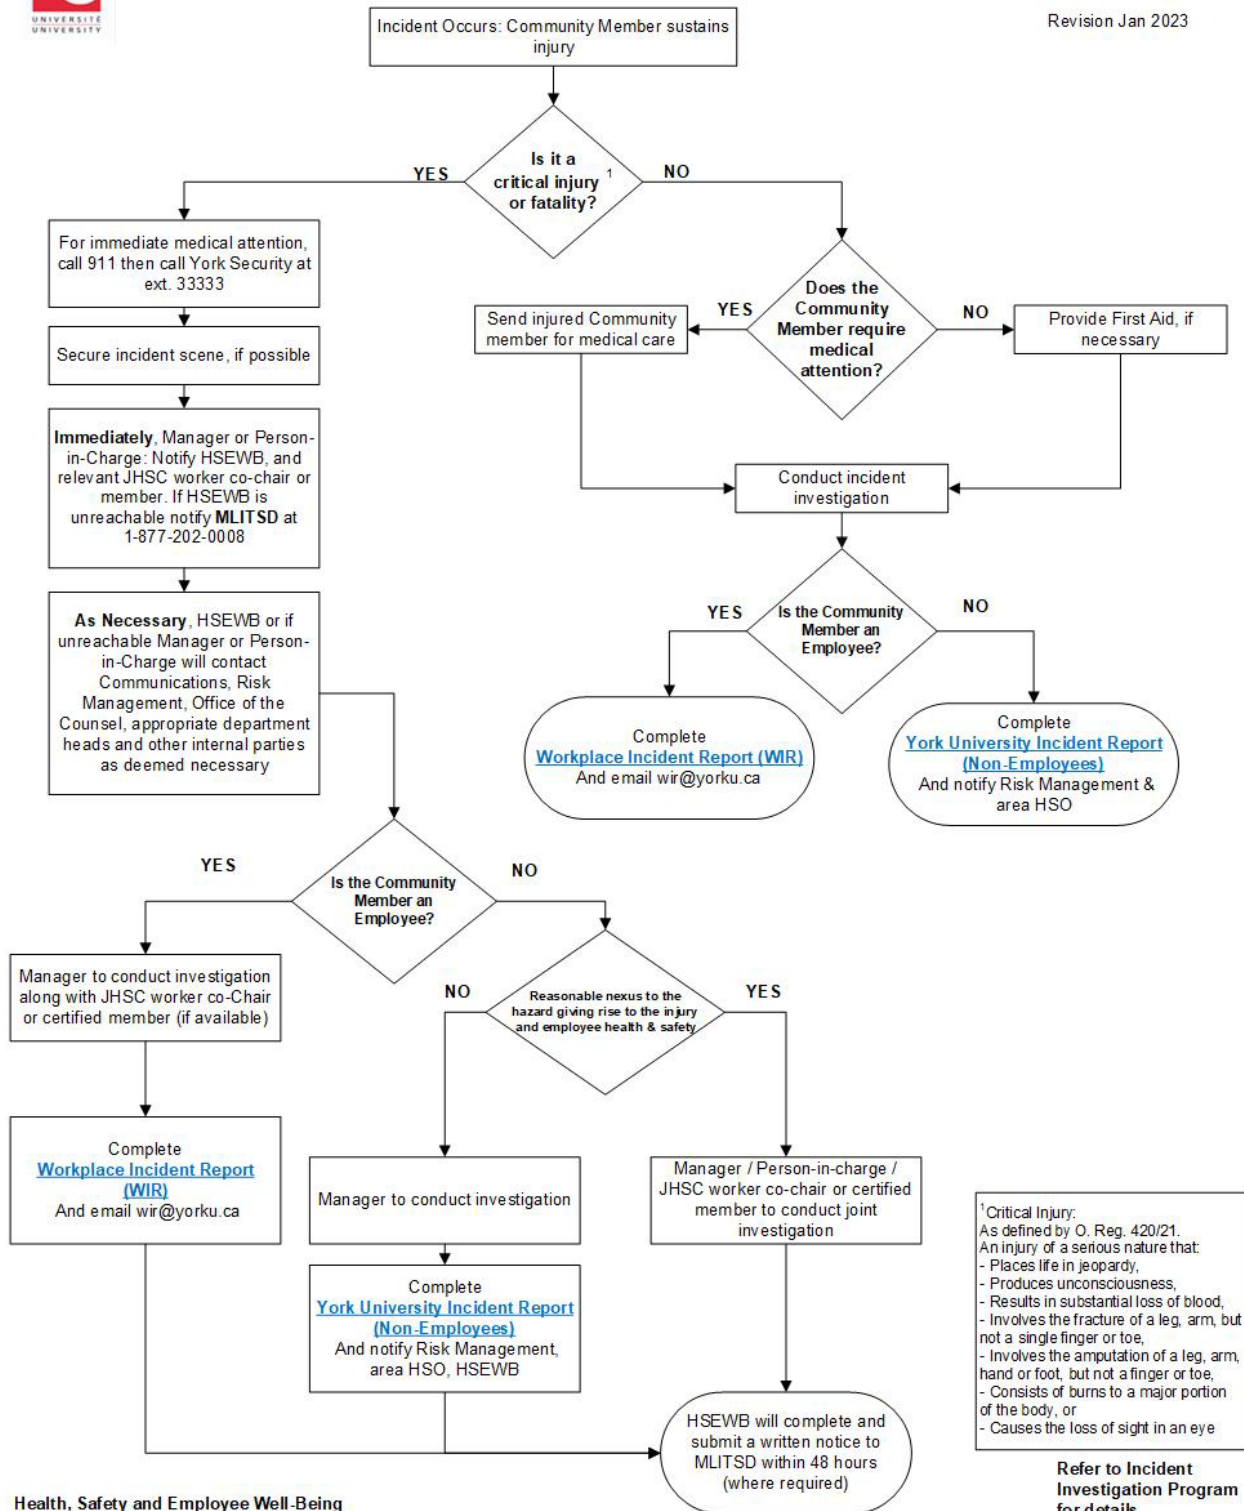 UNIVERSITÉ
UNIVERSITY
Revision Jan 2023
Incident Occurs: Community Member sustains
injury
Is it a
critical injury 1
or fatality?
YES
NO
For immediate medical attention,
call 911 then call York Security at
ext. 33333
Secure incident scene, if possible
Immediately, Manager or Person-
in-Charge: Notify HSEWB, and
relevant JHSC worker co-chair or
member. If HSEWB is
unreachable notify MLITSD at
1-877-202-0008
As Necessary, HSEWB or if
unreachable Manager or Person-
in-Charge will contact
Communications, Risk
Management, Office of the
Counsel, appropriate department
heads and other internal parties
as deemed necessary
Does the
Community
Member require
medical
attention?
YES
NO
Send injured Community
member for medical care
Provide First Aid, if
necessary
Conduct incident
investigation
Is the Community
Member an
Employee?
YES
NO
Complete
Workplace Incident Report (WIR)
And email wir@yorku.ca
Complete
York University Incident Report
(Non-Employees)
And notify Risk Management &
area HSO
Is the Community
Member an
Employee?
YES
NO
Manager to conduct investigation
along with JHSC worker co-Chair
or certified member (if available)
Complete
Workplace Incident Report
(WIR)
And email wir@yorku.ca
Reasonable nexus to the
hazard giving rise to the injury
and employee health & safety
NO
YES
Manager to conduct investigation
Complete
York University Incident Report
(Non-Employees)
And notify Risk Management,
area HSO, HSEWB
Manager / Person-in-charge /
JHSC worker co-chair or certified
member to conduct joint
investigation
HSEWB will complete and
submit a written notice to
MLITSD within 48 hours
(where required)
1 Critical Injury:
As defined by O. Reg. 420/21.
An injury of a serious nature that:
- Places life in jeopardy,
- Produces unconsciousness,
- Results in substantial loss of blood,
- Involves the fracture of a leg, arm, but
not a single finger or toe,
- Involves the amputation of a leg, arm,
hand or foot, but not a finger or toe,
- Consists of burns to a major portion
of the body, or
- Causes the loss of sight in an eye
Refer to Incident
Investigation Program
for details
Health, Safety and Employee Well-Being